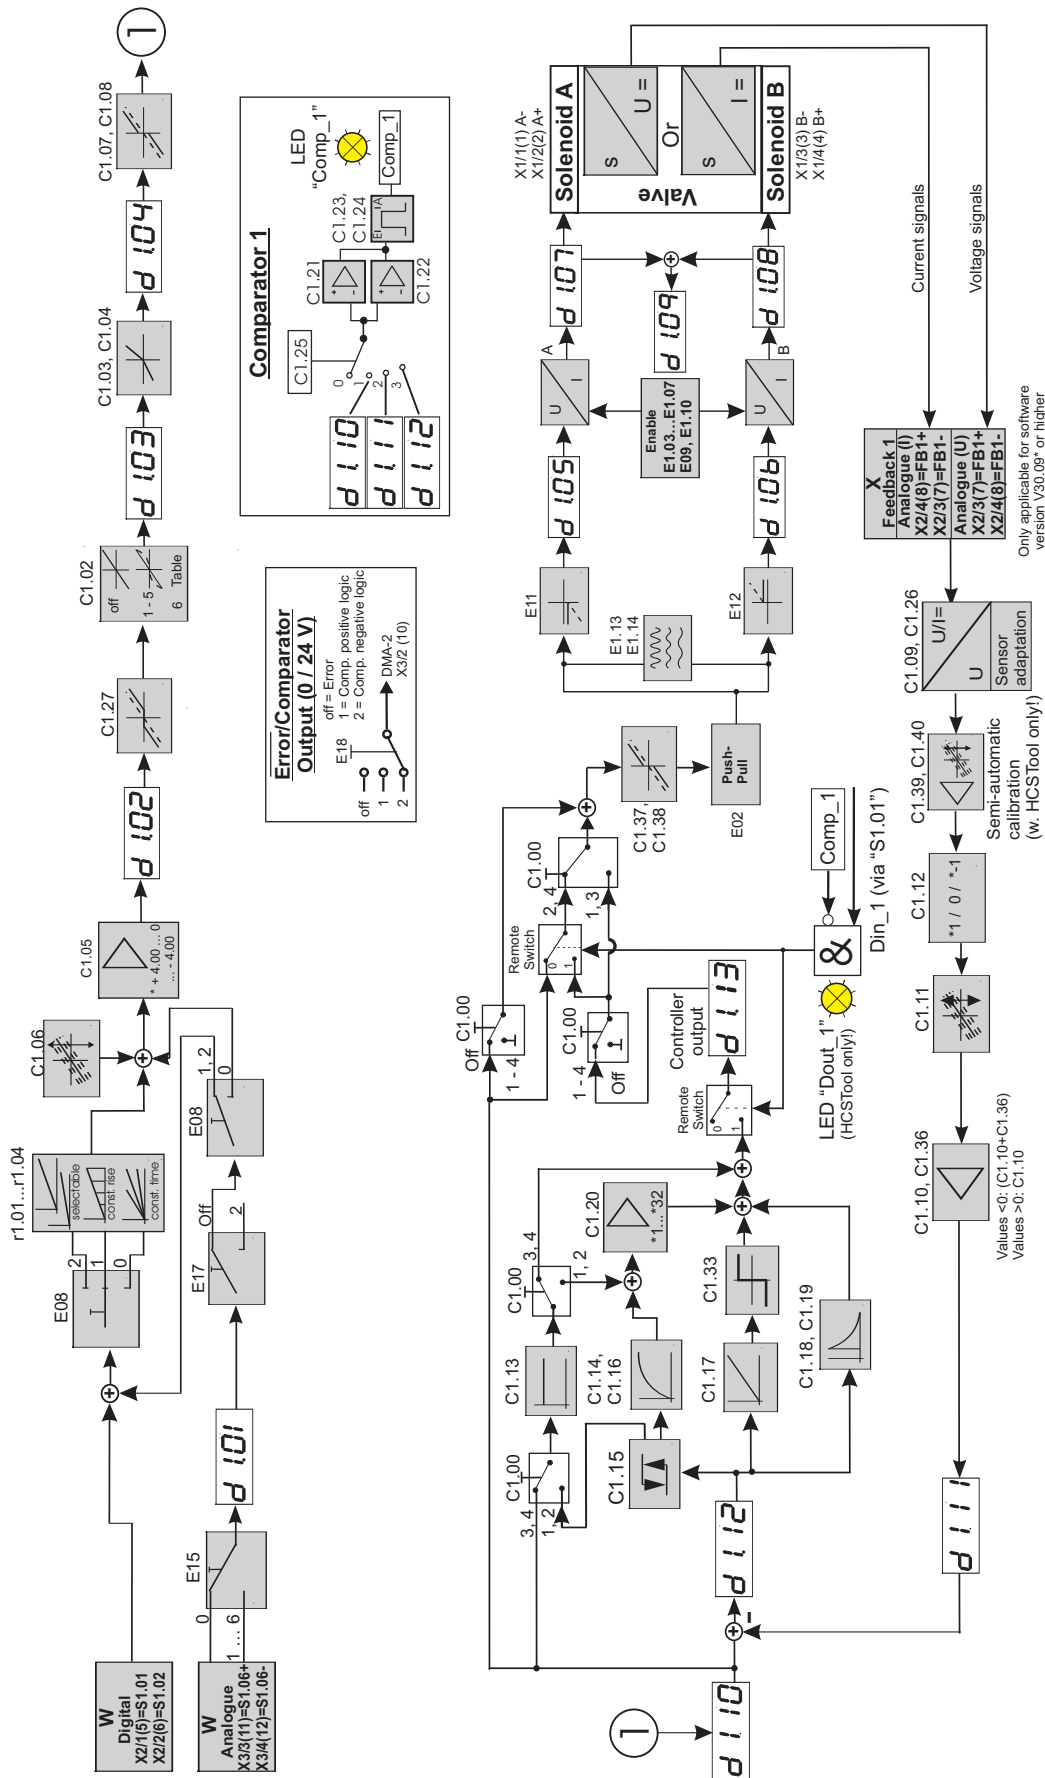 W
Digital
X2/1(5)=S1.01
X2/2(6)=S1.02
W
Analogue
X3/3(11)=S1.06+
X3/4(12)=S1.06-
0
1 ... 6
E15
d 1.01
E17
Off
2
E08
2
1
0
r1.01...r1.04
selectable
const. rise
const. time
E08
1, 2
0
C1.06
C1.05
* + 4.00 ... 0
... - 4.00
d 1.02
C1.27
C1.02
off
1 - 5
6 Table
d 1.03
C1.03, C1.04
d 1.04
C1.07, C1.08
1
Error/Comparator
Output (0 / 24 V)
off = Error
1 = Comp. positive logic
2 = Comp. negative logic
E18
off
1
2
DMA-2
X3/2 (10)
Comparator 1
d 1.10
d 1.11
d 1.12
C1.25
0
1
2
3
C1.21
+
-
C1.22
+
-
C1.23,
C1.24
E
A
LED
"Comp_1"
Comp_1
1
d 1.10
-
d 1.12
d 1.11
C1.00
3, 4
1, 2
C1.15
C1.13
C1.14,
C1.16
C1.17
C1.18, C1.19
C1.00
3, 4
1, 2
C1.20
*1...*32
C1.33
Remote
Switch
0
1
Controller
output
d 1.13
C1.00
Off
1 - 4
C1.00
1 - 4
Off
Remote
Switch
0
1
C1.00
2, 4
1, 3
LED "Dout_1"
(HCSTool only!)
&
Comp_1
Din_1 (via "S1.01")
C1.37,
C1.38
Push-
Pull
E02
E1.13
E1.14
E11
E12
d 1.05
d 1.06
Enable
E1.03... E1.07
E09, E1.10
U
I
A
U
I
B
d 1.07
d 1.09
d 1.08
X1/1(1) A-
X1/2(2) A+
Solenoid A
Valve
s
U =
Or
s
I =
Solenoid B
X1/3(3) B-
X1/4(4) B+
Current signals
Voltage signals
X
Feedback 1
Analogue (I)
X2/4(8)=FB1+
X2/3(7)=FB1-
Analogue (U)
X2/3(7)=FB1+
X2/4(8)=FB1-
Only applicable for software
version V30.09* or higher
C1.09, C1.26
U/I=
U
Sensor
adaptation
C1.39, C1.40
Semi-automatic
calibration
(w. HCSTool only!)
C1.12
*1 / 0 / *-1
C1.11
C1.10, C1.36
Values <0: (C1.10+C1.36)
Values >0: C1.10